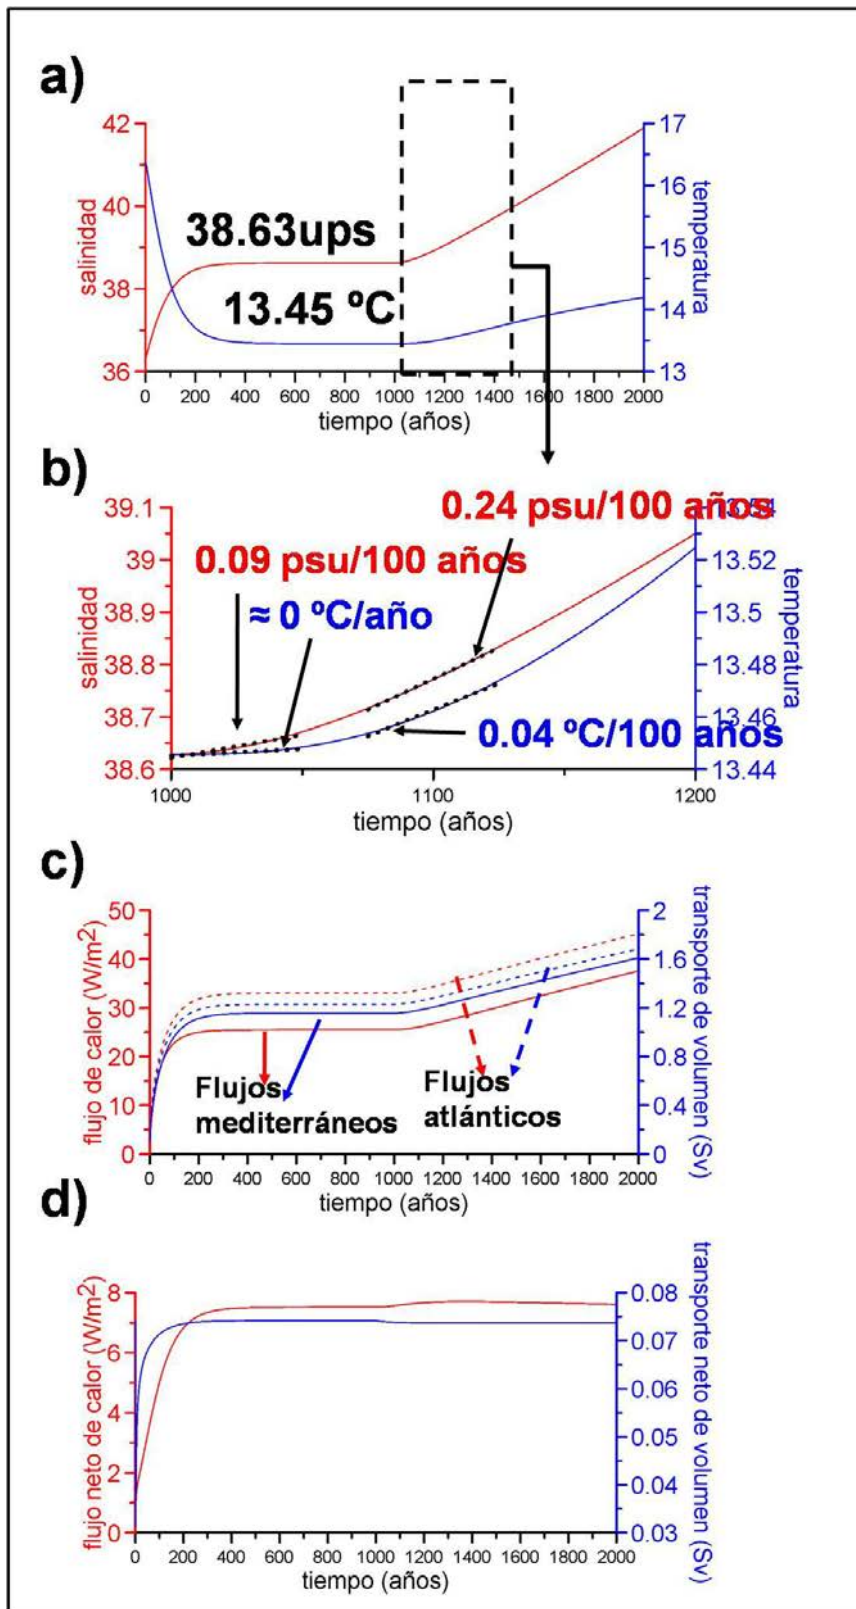 a)
42
40
38
36
salinidad
38.63ups
13.45 ºC
17
16
15
14
13
temperatura
0 200 400 600 800 1000 1200 1400 1600 1800 2000
tiempo (años)
b)
39.1
39
38.9
38.8
38.7
38.6
salinidad
0.24 psu/100 años
0.09 psu/100 años
≈ 0 ºC/año
0.04 ºC/100 años
13.54
13.52
13.5
13.48
13.46
13.44
temperatura
1000 1100 1200
tiempo (años)
c)
50
40
30
20
10
0
flujo de calor (W/m2)
Flujos
mediterráneos
Flujos
atlánticos
2
1.6
1.2
0.8
0.4
0
transporte de volumen (Sv)
0 200 400 600 800 1000 1200 1400 1600 1800 2000
tiempo (años)
d)
8
6
4
2
0
flujo neto de calor (W/m2)
0.08
0.07
0.06
0.05
0.04
0.03
transporte neto de volumen (Sv)
0 200 400 600 800 1000 1200 1400 1600 1800 2000
tiempo (años)